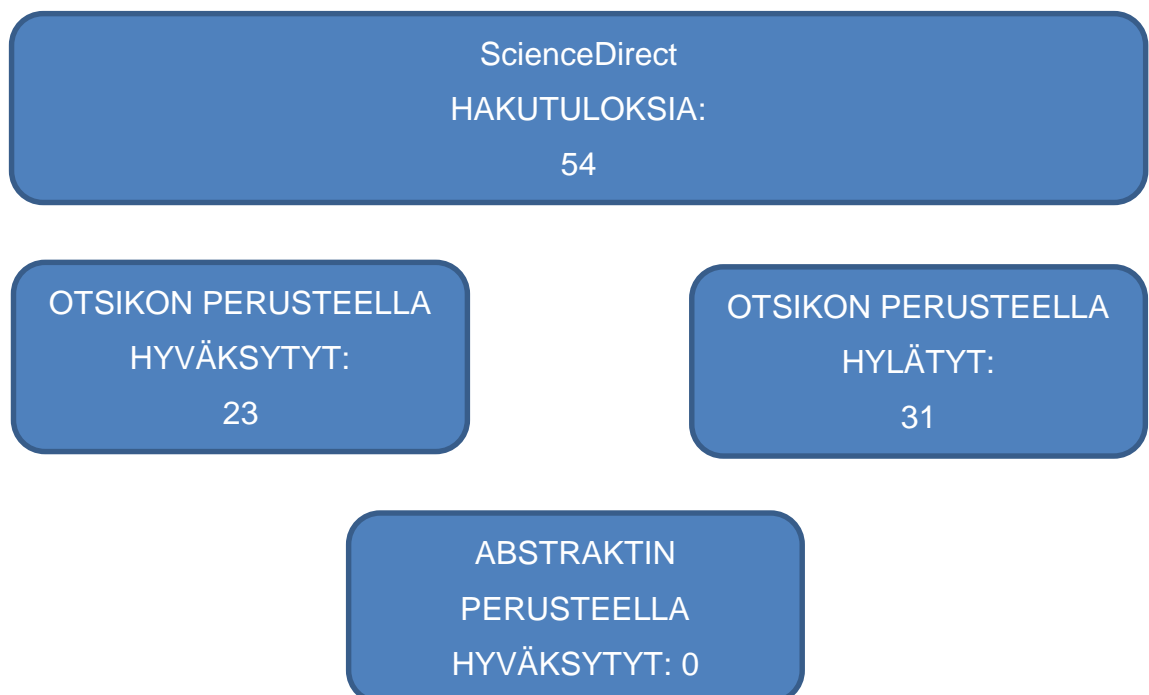 ScienceDirect
HAKUTULOKSIA:
54
OTSIKON PERUSTEELLA
HYVÄKSYTYT:
23
OTSIKON PERUSTEELLA
HYLÄTYT:
31
ABSTRAKTIN
PERUSTEELLA
HYVÄKSYTYT: 0